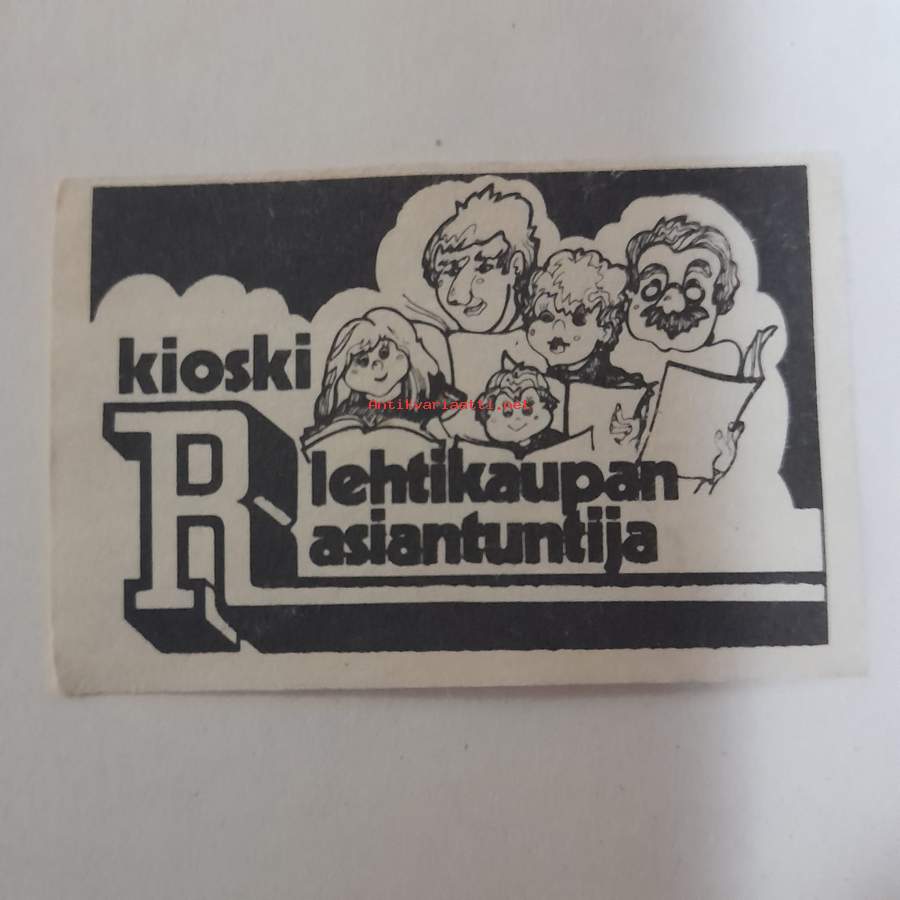 kioski
Antikvariaatti.net
R lehtikaupan
asiantuntija